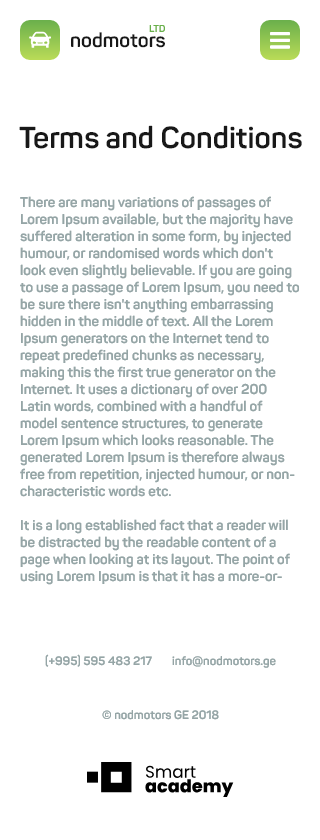 LTD
nodmotors
Terms and Conditions
There are many variations of passages of
Lorem Ipsum available, but the majority have
suffered alteration in some form, by injected
humour, or randomised words which don't
look even slightly believable. If you are going
to use a passage of Lorem Ipsum, you need to
be sure there isn't anything embarrassing
hidden in the middle of text. All the Lorem
Ipsum generators on the Internet tend to
repeat predefined chunks as necessary,
making this the first true generator on the
Internet. It uses a dictionary of over 200
Latin words, combined with a handful of
model sentence structures, to generate
Lorem Ipsum which looks reasonable. The
generated Lorem Ipsum is therefore always
free from repetition, injected humour, or non-
characteristic words etc.
It is a long established fact that a reader will
be distracted by the readable content of a
page when looking at its layout. The point of
using Lorem Ipsum is that it has a more-or-
(+995) 595 483 217 info@nodmotors.ge
© nodmotors GE 2018
Smart
academy